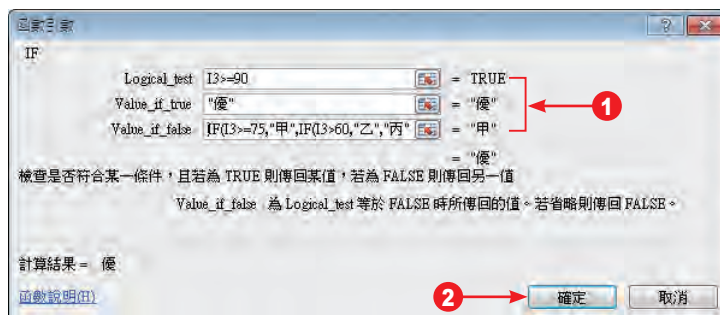 函數引數
IF
Logical_test I3>=90 = TRUE
Value_if_true "優" = "優"
Value_if_false IF(I3>=75,"甲",IF(I3>60,"乙","丙" = "甲"
= "優"
檢查是否符合某一條件，且若為 TRUE 則傳回某值，若為 FALSE 則傳回另一值
Value_if_false 為 Logical_test 等於 FALSE 時所傳回的值。若省略則傳回 FALSE。
計算結果 = 優
函數說明(H) 確定 取消
1
2